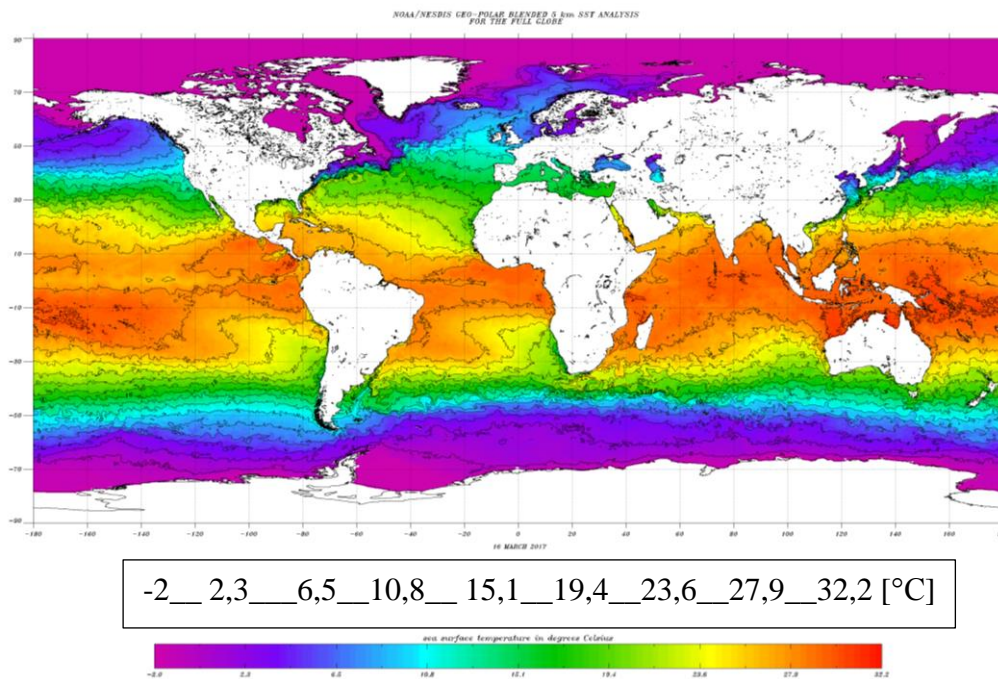 NOAA/NESDIS GEO-POLAR BLENDED 5 km SST ANALYSIS
FOR THE FULL GLOBE
90
70
50
30
10
-10
-30
-50
-70
-90
-180 -160 -140 -120 -100 -80 -60 -40 -20 0 20 40 60 80 100 120 140 160
16 MARCH 2017
-2__ 2,3___6,5__10,8__ 15,1__19,4__23,6__27,9__32,2 [°C]
sea surface temperature in degrees Celsius
-2.0 2.3 6.5 10.8 15.1 19.4 23.6 27.9 32.2